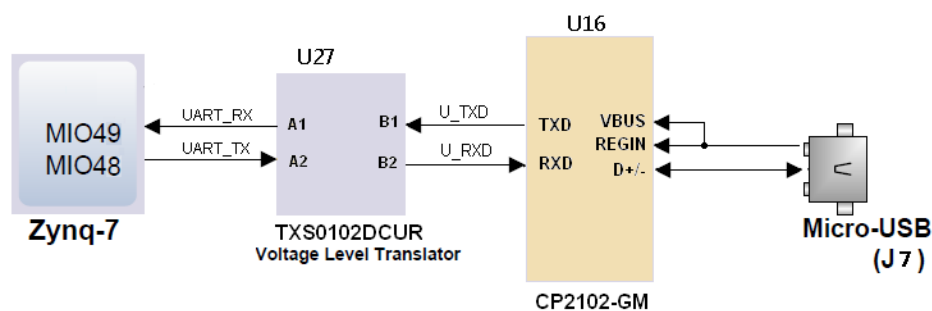 U16
U27
UART_RX
U_TXD
MIO49
A1
B1
TXD
VBUS
REGIN
UART_TX
U_RXD
MIO48
A2
B2
RXD
D+/-
Zynq-7
TXS0102DCUR
Voltage Level Translator
Micro-USB
(J7)
CP2102-GM